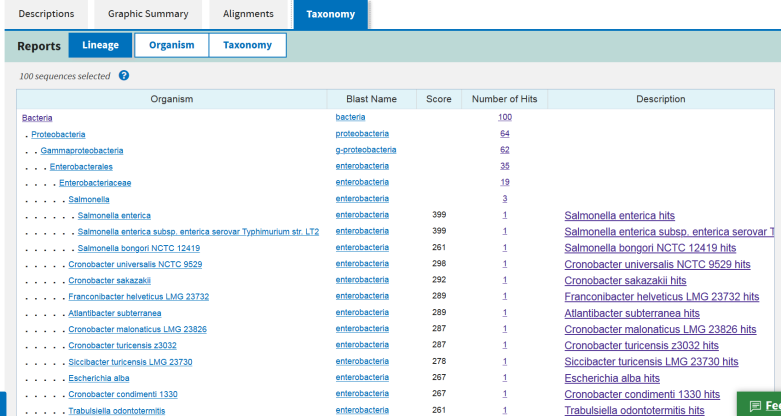 Descriptions Graphic Summary Alignments Taxonomy
Reports Lineage Organism Taxonomy
100 sequences selected ?
Organism Blast Name Score Number of Hits Description
Bacteria bacteria 100
. Proteobacteria proteobacteria 64
. . Gammaproteobacteria g-proteobacteria 62
. . . Enterobacterales enterobacteria 35
. . . . Enterobacteriaceae enterobacteria 19
. . . . . Salmonella enterobacteria 3
. . . . . . Salmonella enterica enterobacteria 399 1 Salmonella enterica hits
. . . . . . Salmonella enterica subsp. enterica serovar Typhimurium str. LT2 enterobacteria 399 1 Salmonella enterica subsp. enterica serovar T
. . . . . . Salmonella bongori NCTC 12419 enterobacteria 261 1 Salmonella bongori NCTC 12419 hits
. . . . . Cronobacter universalis NCTC 9529 enterobacteria 298 1 Cronobacter universalis NCTC 9529 hits
. . . . . Cronobacter sakazakii enterobacteria 292 1 Cronobacter sakazakii hits
. . . . . Franconibacter helveticus LMG 23732 enterobacteria 289 1 Franconibacter helveticus LMG 23732 hits
. . . . . Atlantibacter subterranea enterobacteria 289 1 Atlantibacter subterranea hits
. . . . . Cronobacter malonaticus LMG 23826 enterobacteria 287 1 Cronobacter malonaticus LMG 23826 hits
. . . . . Cronobacter turicensis z3032 enterobacteria 287 1 Cronobacter turicensis z3032 hits
. . . . . Siccibacter turicensis LMG 23730 enterobacteria 278 1 Siccibacter turicensis LMG 23730 hits
. . . . . Escherichia alba enterobacteria 267 1 Escherichia alba hits
. . . . . Cronobacter condimenti 1330 enterobacteria 267 1 Cronobacter condimenti 1330 hits
. . . . . Trabulsiella odontotermitis enterobacteria 261 1 Trabulsiella odontotermitis hits
Fee